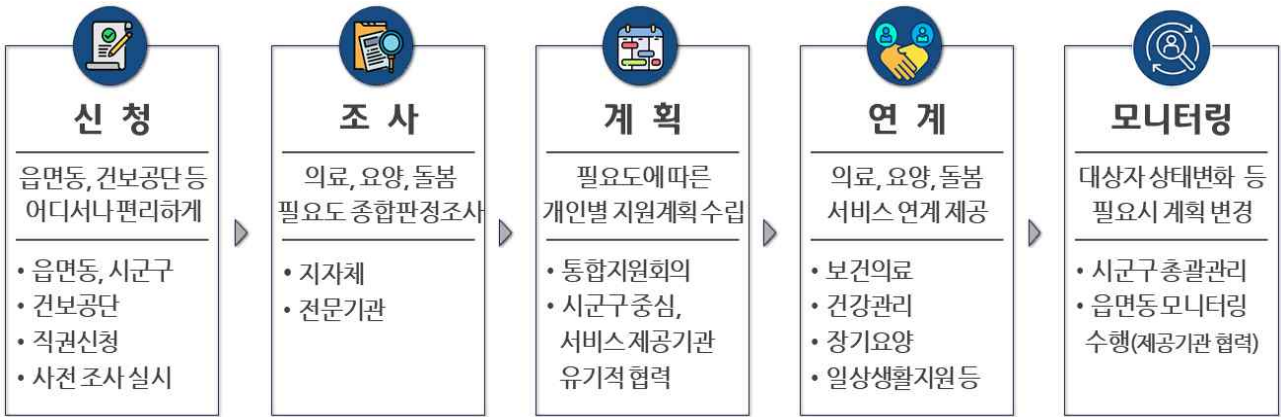 신 청
읍면동, 건보공단 등
어디서나 편리하게
• 읍면동, 시군구
• 건보공단
• 직권신청
• 사전 조사 실시
조 사
의료, 요양, 돌봄
필요도 종합판정조사
• 지자체
• 전문기관
계 획
필요도에 따른
개인별 지원계획 수립
• 통합지원회의
• 시군구 중심,
서비스 제공기관
유기적 협력
연 계
의료, 요양, 돌봄
서비스 연계 제공
• 보건의료
• 건강관리
• 장기요양
• 일상생활지원 등
모니터링
대상자 상태변화 등
필요시 계획 변경
• 시군구 총괄관리
• 읍면동 모니터링
수행(제공기관 협력)